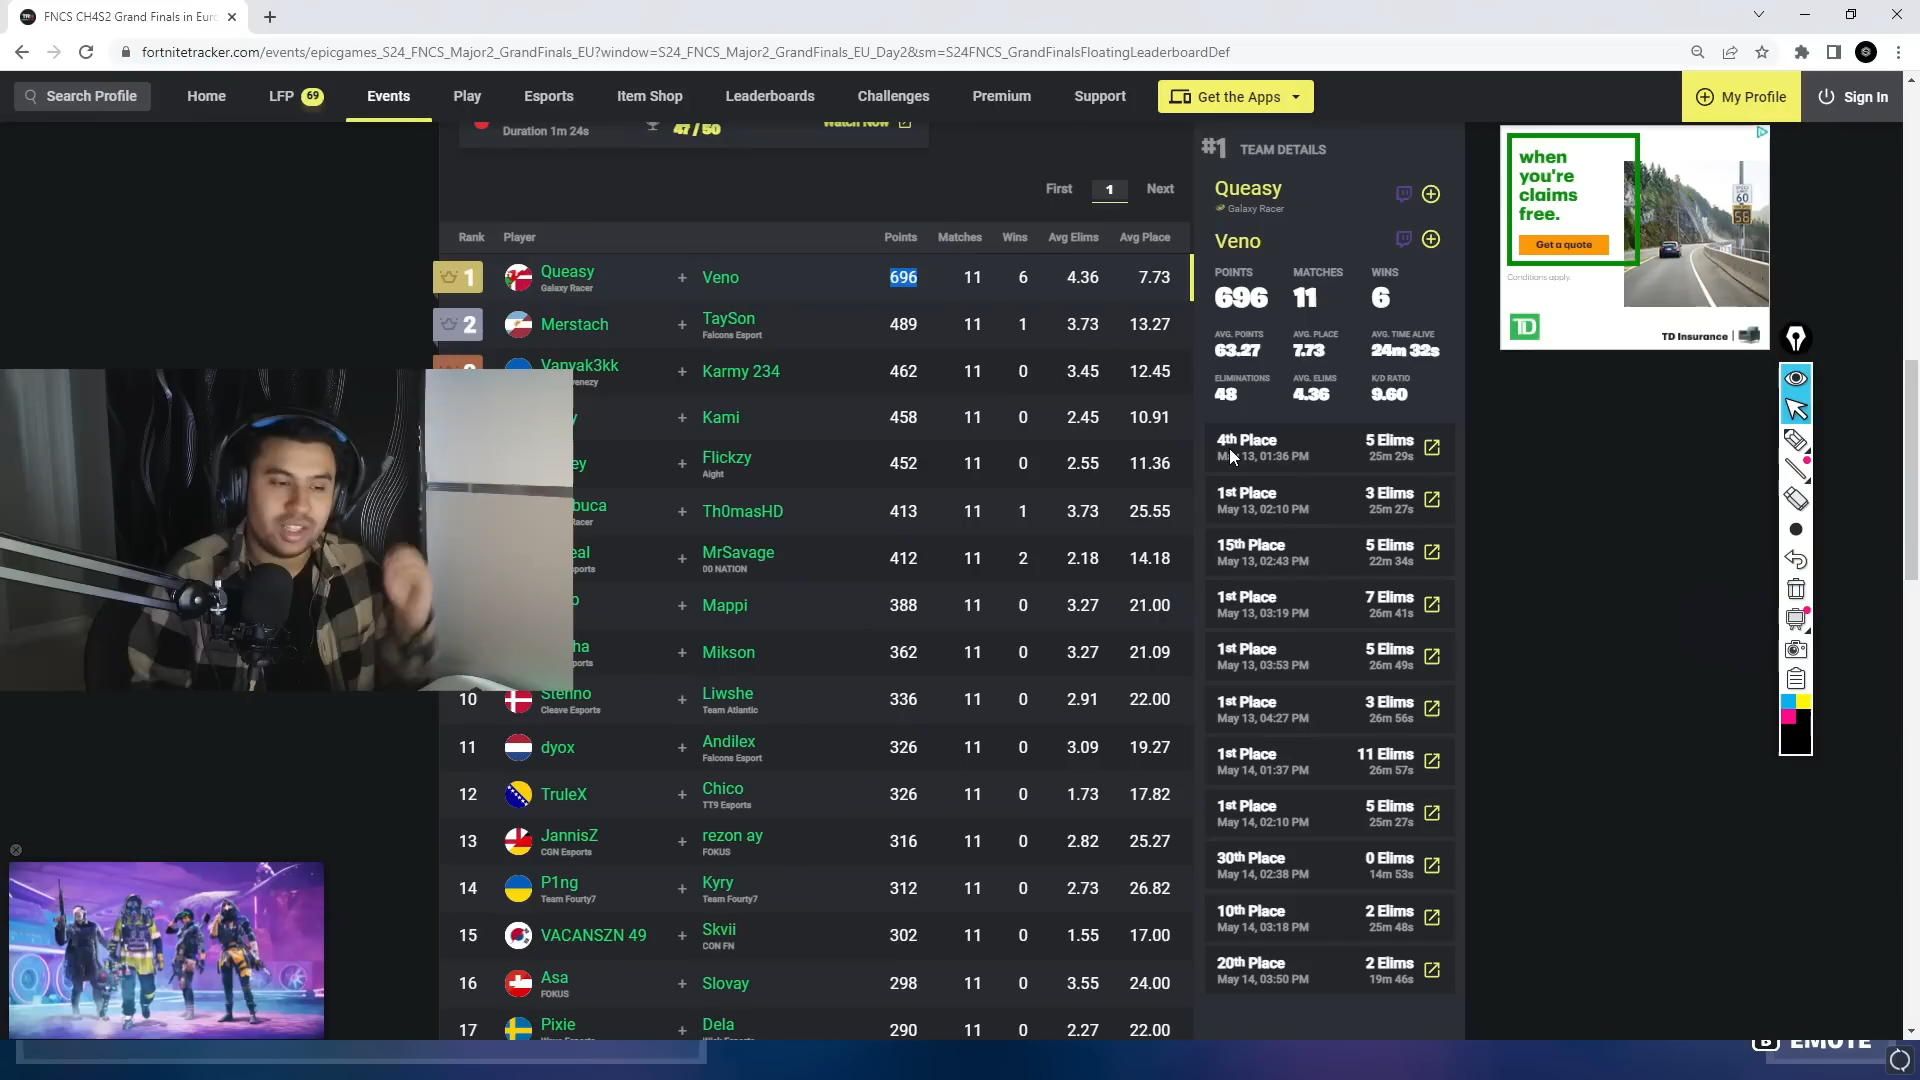 FNCS CH4S2 Grand Finals in Euro
fortnitetracker.com/events/epicgames_S24_FNCS_Major2_GrandFinals_EU?window=S24_FNCS_Major2_GrandFinals_EU_Day2&sm=S24FNCS_GrandFinalsFloatingLeaderboardDef
Search Profile Home LFP 69 Events Play Esports Item Shop Leaderboards Challenges Premium Support Get the Apps My Profile Sign In
Duration 1m 24s 47 / 50 Watch Now
First 1 Next
Rank Player Points Matches Wins Avg Elims Avg Place
1 Queasy + Veno 696 11 6 4.36 7.73
Galaxy Racer
2 Merstach + TaySon 489 11 1 3.73 13.27
Falcons Esport
Vanyak3kk + Karmy 234 462 11 0 3.45 12.45
+ Kami 458 11 0 2.45 10.91
+ Flickzy 452 11 0 2.55 11.36
Aight
+ Th0masHD 413 11 1 3.73 25.55
+ MrSavage 412 11 2 2.18 14.18
00 NATION
+ Mappi 388 11 0 3.27 21.00
+ Mikson 362 11 0 3.27 21.09
10 Stenno + Liwshe 336 11 0 2.91 22.00
Cleave Esports Team Atlantic
11 dyox + Andilex 326 11 0 3.09 19.27
Falcons Esport
12 TruleX + Chico 326 11 0 1.73 17.82
TT9 Esports
13 JannisZ + rezon ay 316 11 0 2.82 25.27
CGN Esports FOKUS
14 P1ng + Kyry 312 11 0 2.73 26.82
Team Fourty7 Team Fourty7
15 VACANSZN 49 + Skvii 302 11 0 1.55 17.00
CON FN
16 Asa + Slovay 298 11 0 3.55 24.00
FOKUS
17 Pixie + Dela 290 11 0 2.27 22.00
#1 TEAM DETAILS
Queasy
Galaxy Racer
Veno
POINTS MATCHES WINS
696 11 6
AVG. POINTS AVG. PLACE AVG. TIME ALIVE
63.27 7.73 24m 32s
ELIMINATIONS AVG. ELIMS K/D RATIO
48 4.36 9.60
4th Place 5 Elims
May 13, 01:36 PM 25m 29s
1st Place 3 Elims
May 13, 02:10 PM 25m 27s
15th Place 5 Elims
May 13, 02:43 PM 22m 34s
1st Place 7 Elims
May 13, 03:19 PM 26m 41s
1st Place 5 Elims
May 13, 03:53 PM 26m 49s
1st Place 3 Elims
May 13, 04:27 PM 26m 56s
1st Place 11 Elims
May 14, 01:37 PM 26m 57s
1st Place 5 Elims
May 14, 02:10 PM 25m 27s
30th Place 0 Elims
May 14, 02:38 PM 14m 53s
10th Place 2 Elims
May 14, 03:18 PM 25m 48s
20th Place 2 Elims
May 14, 03:50 PM 19m 46s
when
you're
claims
free.
Get a quote
Conditions apply.
SPEED LIMIT
60
58
TD TD Insurance
B EMOTE